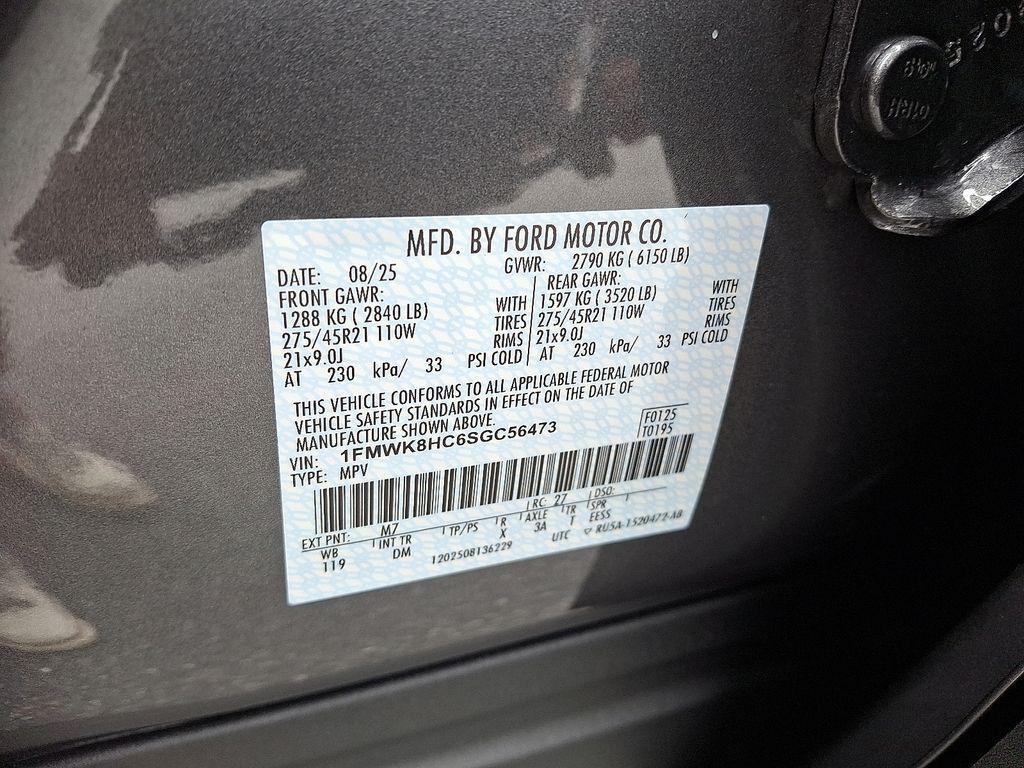 MFD. BY FORD MOTOR CO.
DATE: 08/25 GVWR: 2790 KG ( 6150 LB)
FRONT GAWR: REAR GAWR:
1288 KG ( 2840 LB) WITH 1597 KG ( 3520 LB) WITH
275/45R21 110W TIRES 275/45R21 110W TIRES
21x9.0J RIMS 21x9.0J RIMS
AT 230 kPa/ 33 PSI COLD AT 230 kPa/ 33 PSI COLD
THIS VEHICLE CONFORMS TO ALL APPLICABLE FEDERAL MOTOR
VEHICLE SAFETY STANDARDS IN EFFECT ON THE DATE OF
MANUFACTURE SHOWN ABOVE.
F0125
T0195
VIN: 1FMWK8HC6SGC56473
TYPE: MPV
EXT PNT: M7 RC: 27 DSO:
WB INT TR TP/PS R AXLE TR SPR
119 DM X 3A T EESS
1202508136229 UTC ▽ RU5A-1520472-AB